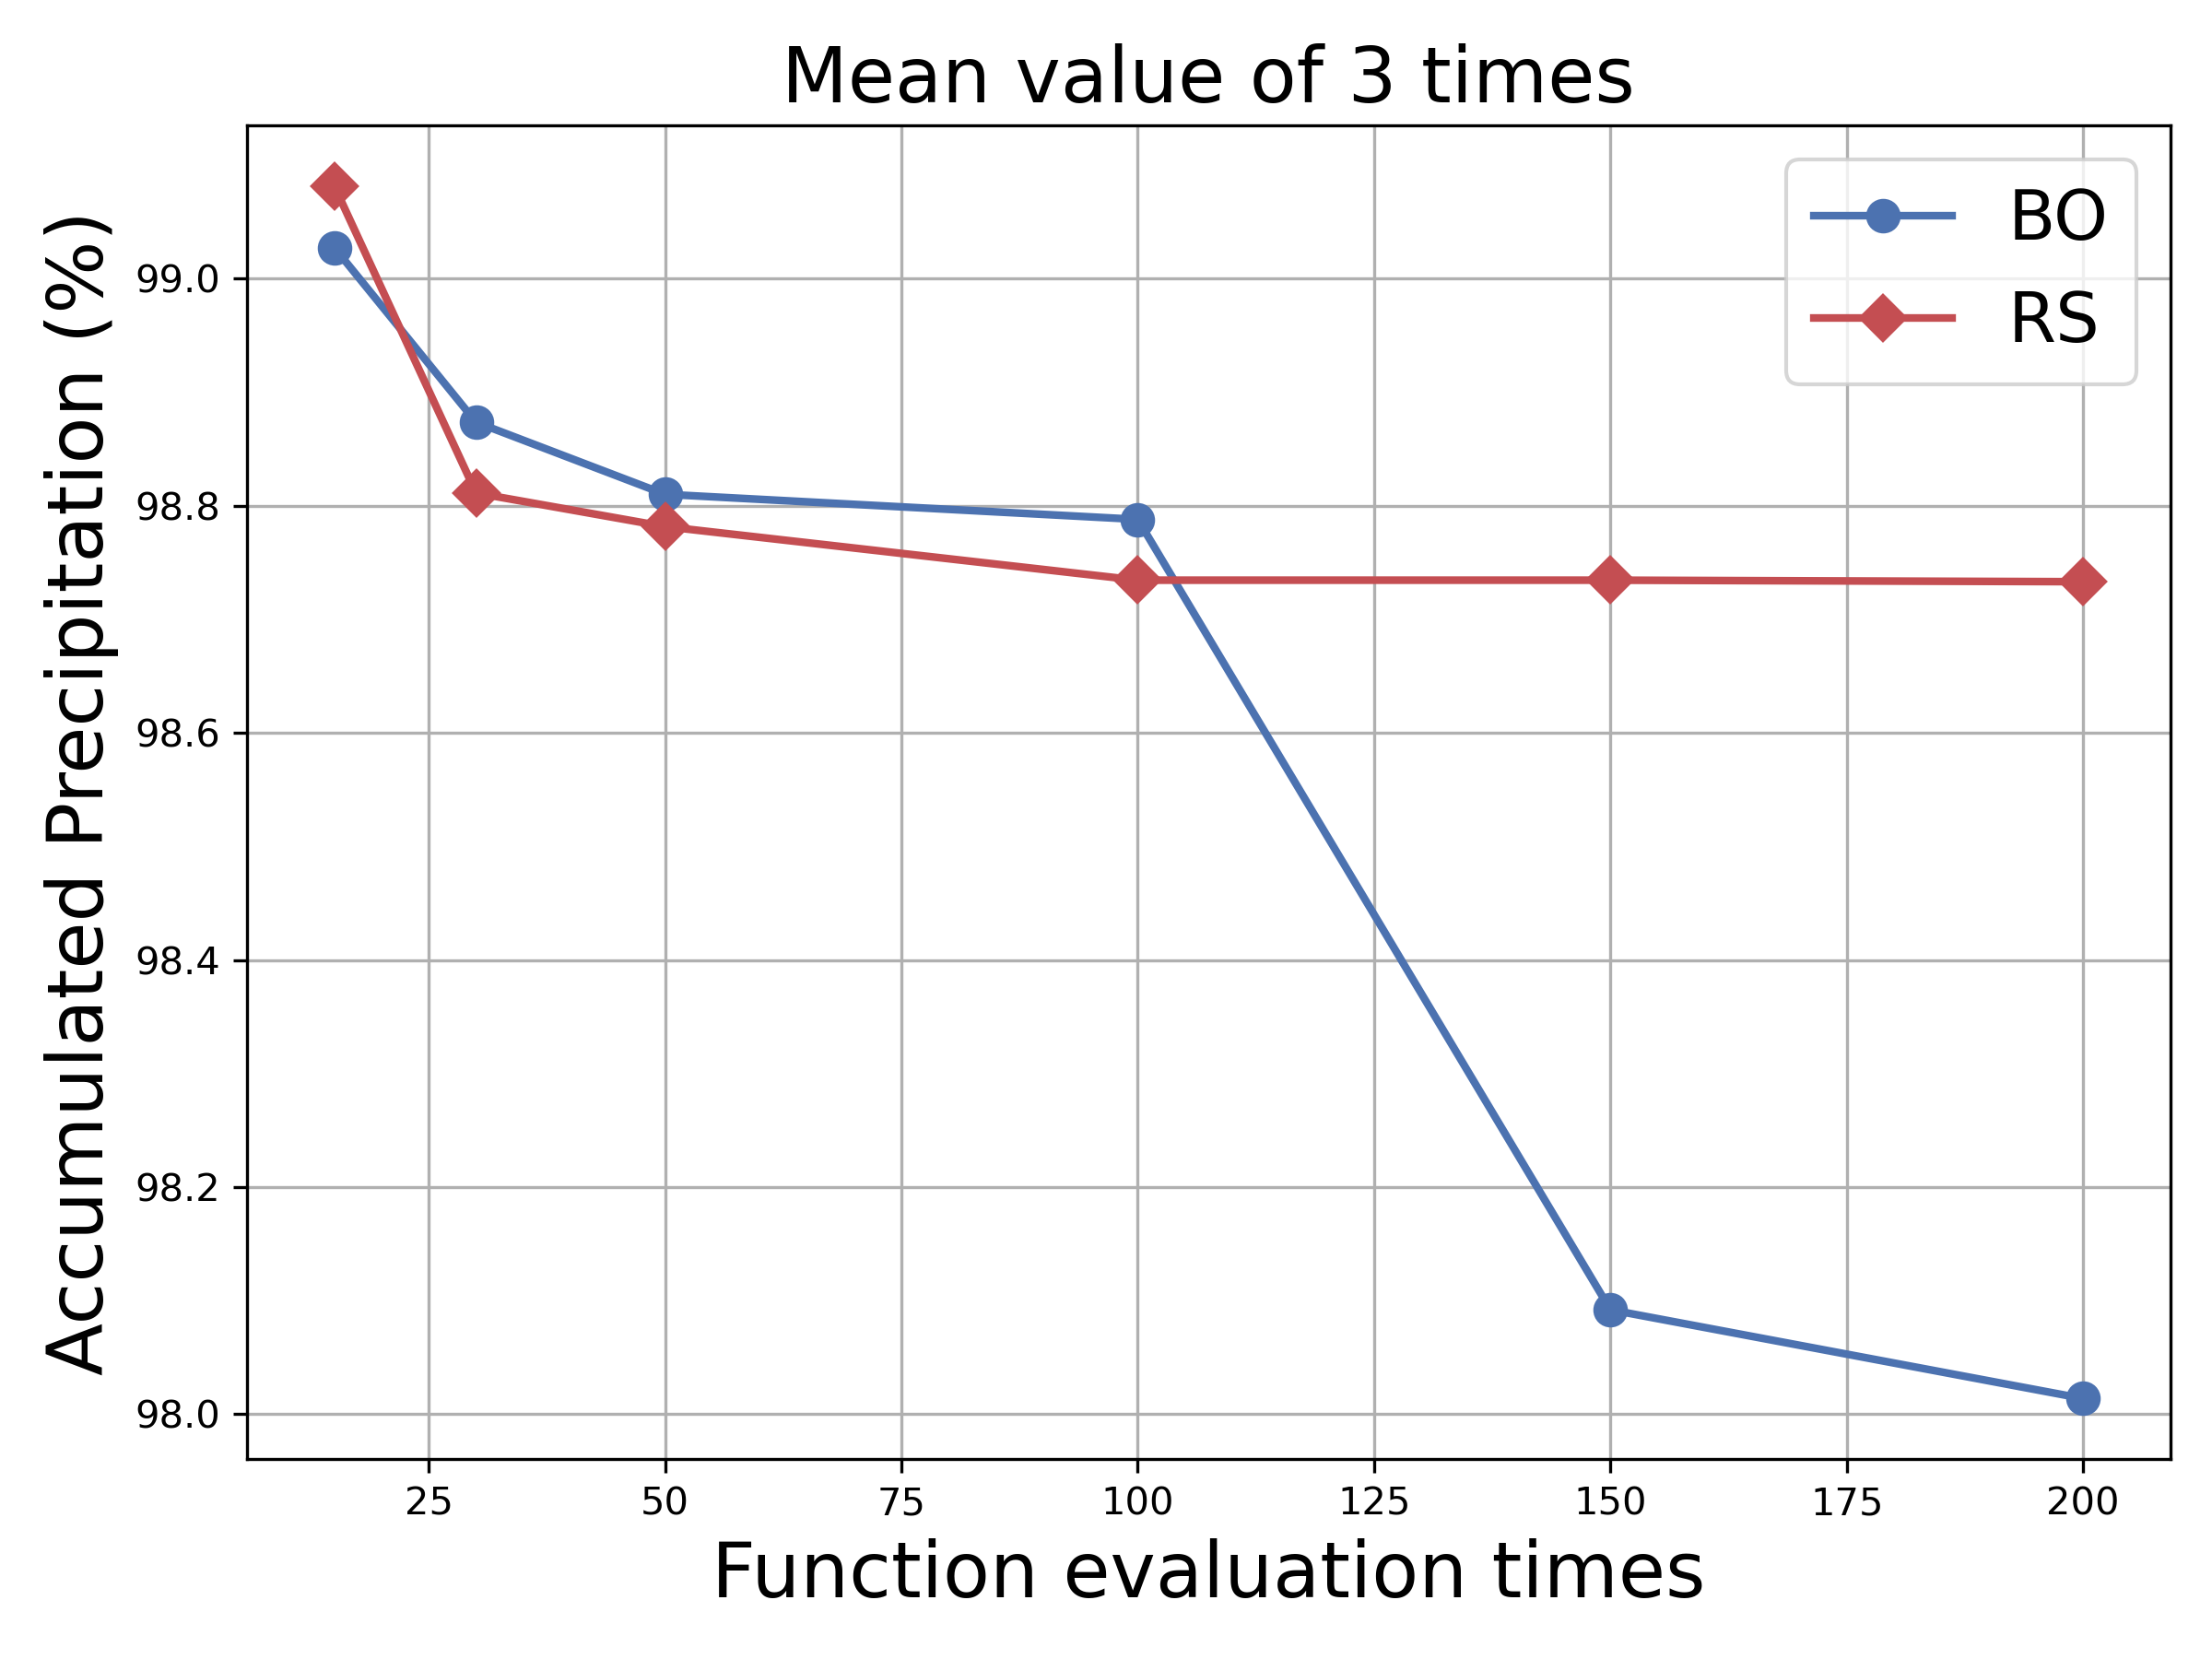 Mean value of 3 times
BO
RS
Accumulated Precipitation (%)
99.0
98.8
98.6
98.4
98.2
98.0
25 50 75 100 125 150 175 200
Function evaluation times